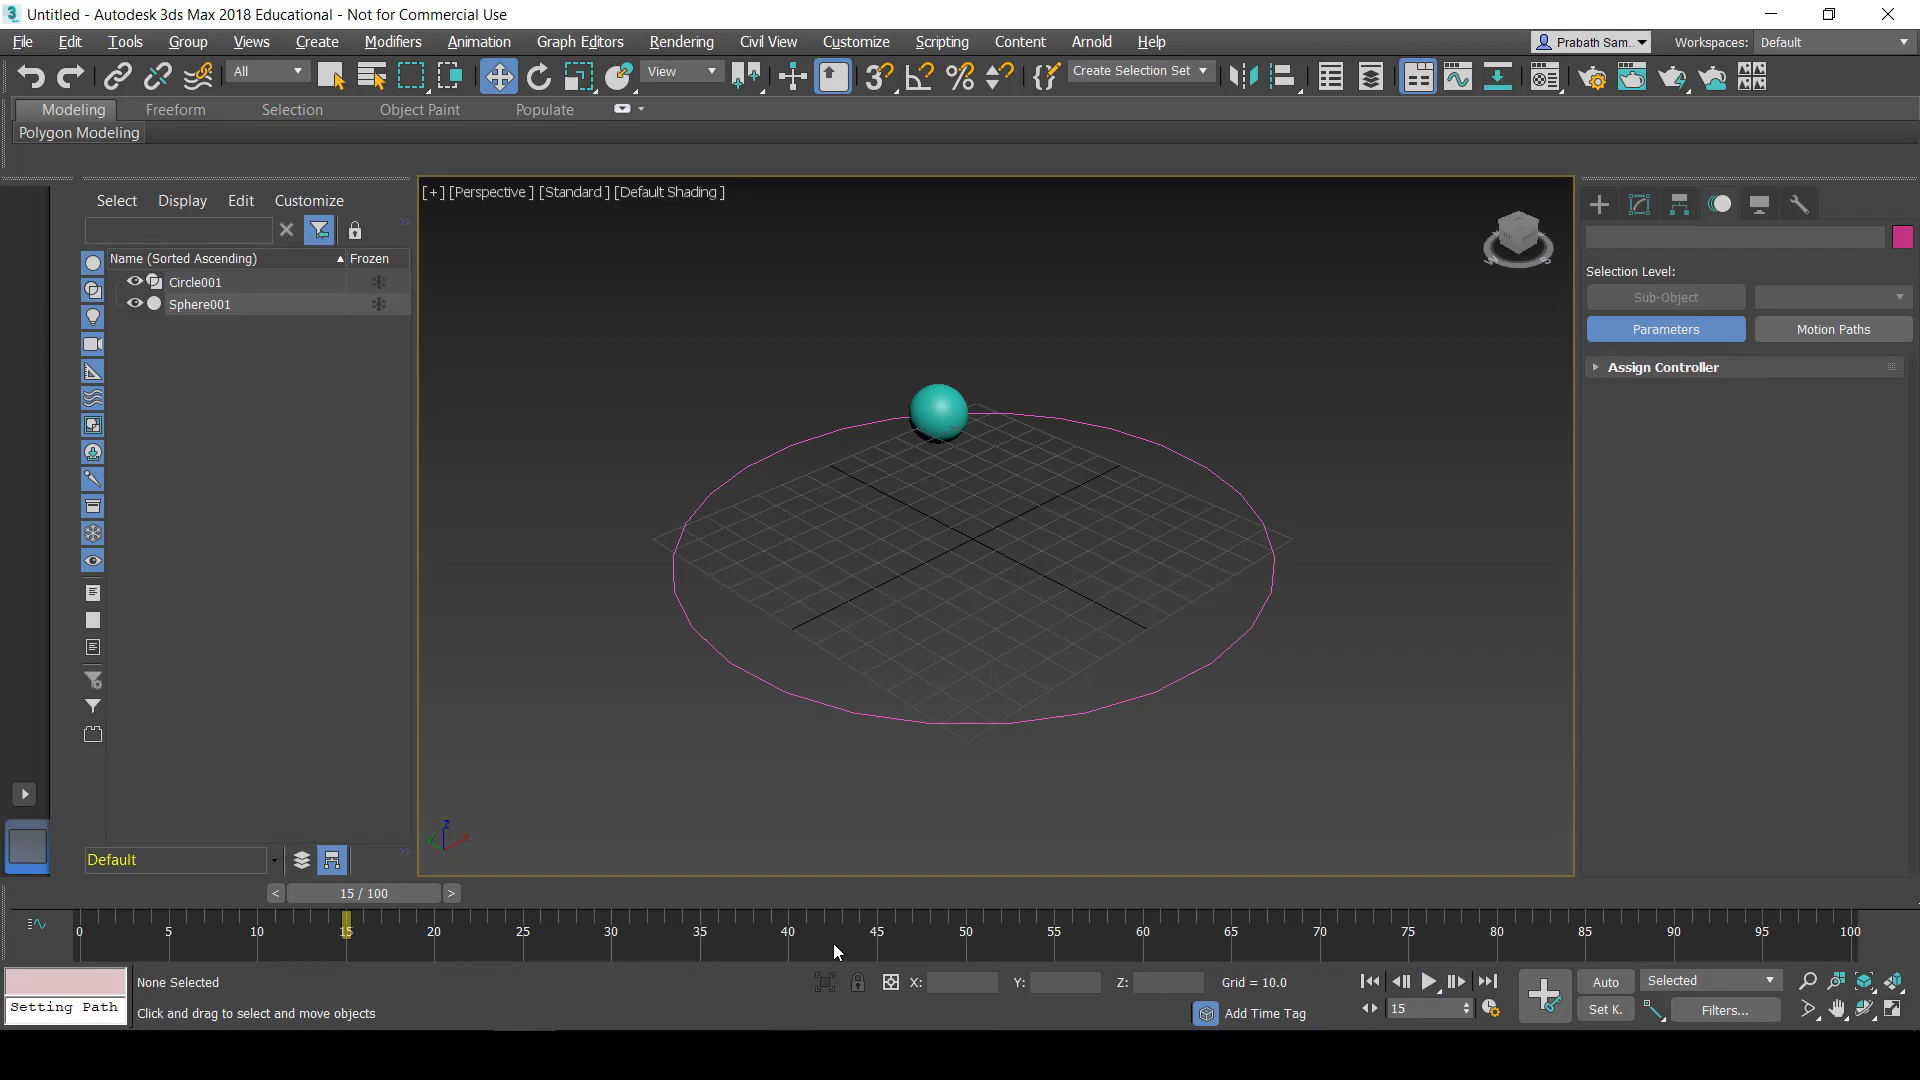 Untitled - Autodesk 3ds Max 2018 Educational - Not for Commercial Use
File Edit Tools Group Views Create Modifiers Animation Graph Editors Rendering Civil View Customize Scripting Content Arnold Help Prabath Sam.. Workspaces: Default
All View Create Selection Set
Modeling Freeform Selection Object Paint Populate
Polygon Modeling
Select Display Edit Customize
Name (Sorted Ascending) Frozen
Circle001
Sphere001
[+] [Perspective ] [Standard ] [Default Shading ]
Selection Level:
Sub-Object
Parameters Motion Paths
Assign Controller
z
x
Default
< 15 / 100 >
0 5 10 15 20 25 30 35 40 45 50 55 60 65 70 75 80 85 90 95 100
None Selected X: Y: Z: Grid = 10.0 Auto Selected
Setting Path Click and drag to select and move objects Add Time Tag 15 Set K. Filters...